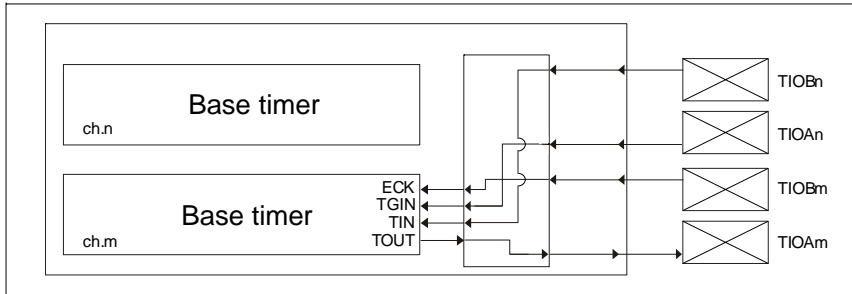 Base timer
ch.n
Base timer
ch.m
ECK
TGIN
TIN
TOUT
TIOBn
TIOAn
TIOBm
TIOAm